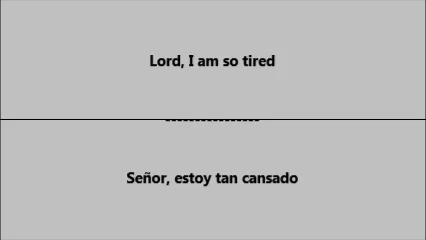 Lord, I am so tired
----------------
Señor, estoy tan cansado